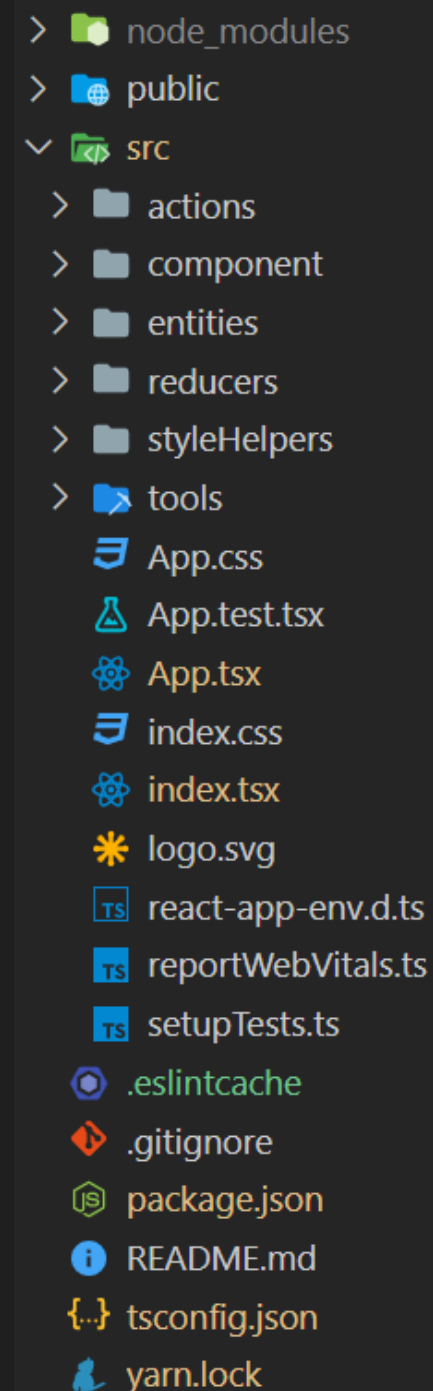 node_modules
public
src
actions
component
entities
reducers
styleHelpers
tools
App.css
App.test.tsx
App.tsx
index.css
index.tsx
logo.svg
react-app-env.d.ts
reportWebVitals.ts
setupTests.ts
.eslintcache
.gitignore
package.json
README.md
tsconfig.json
yarn.lock